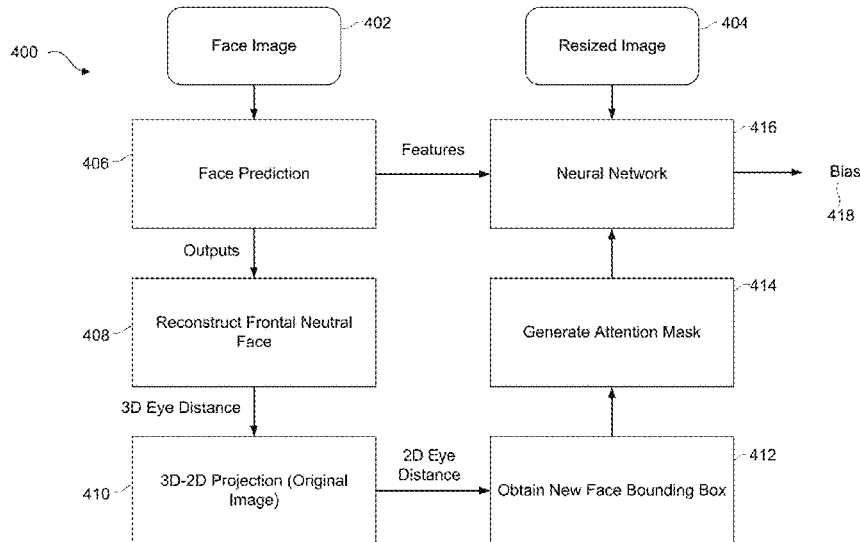 400
Face Image
402
Resized Image
404
406
Face Prediction
Features
Neural Network
416
Bias
418
Outputs
408
Reconstruct Frontal Neutral
Face
Generate Attention Mask
414
3D Eye Distance
410
3D-2D Projection (Original
Image)
2D Eye
Distance
Obtain New Face Bounding Box
412